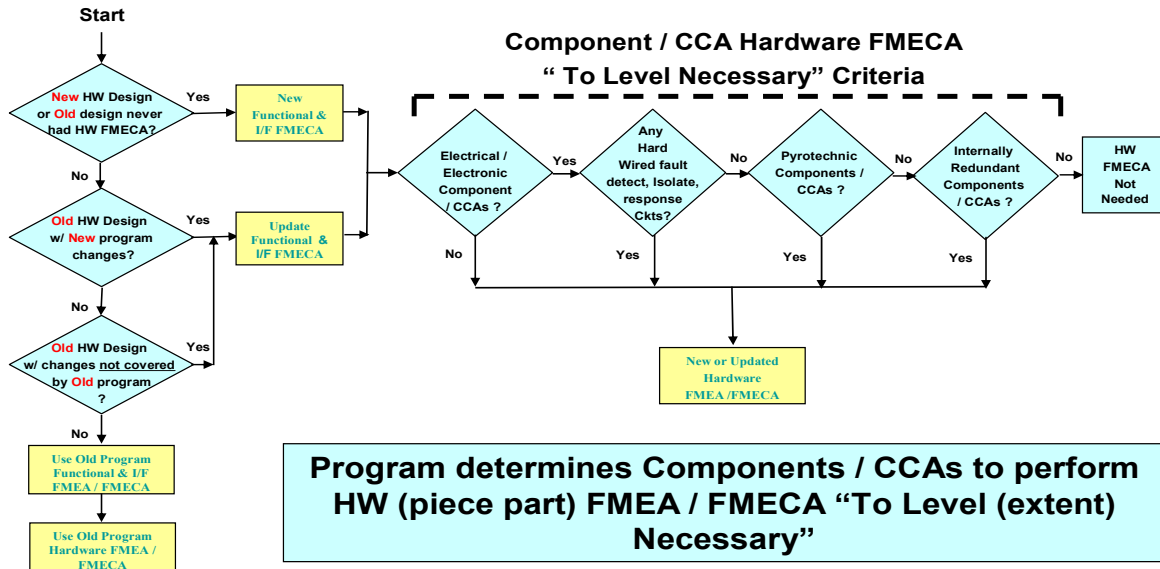 Start
New HW Design
or Old design never
had HW FMECA?
Yes
No
New
Functional &
I/F FMECA
Old HW Design
w/ New program
changes?
Yes
No
Update
Functional &
I/F FMECA
Old HW Design
w/ changes not covered
by Old program
?
Yes
No
Use Old Program
Functional & I/F
FMEA / FMECA
Use Old Program
Hardware FMEA /
FMECA
Component / CCA Hardware FMECA
“ To Level Necessary” Criteria
Electrical /
Electronic
Component
/ CCAs ?
Yes
No
Any
Hard
Wired fault
detect, Isolate,
response
Ckts?
No
Yes
Pyrotechnic
Components /
CCAs ?
No
Yes
Internally
Redundant
Components
/ CCAs ?
No
Yes
HW
FMECA
Not
Needed
New or Updated
Hardware
FMEA /FMECA
Program determines Components / CCAs to perform
HW (piece part) FMEA / FMECA “To Level (extent)
Necessary”